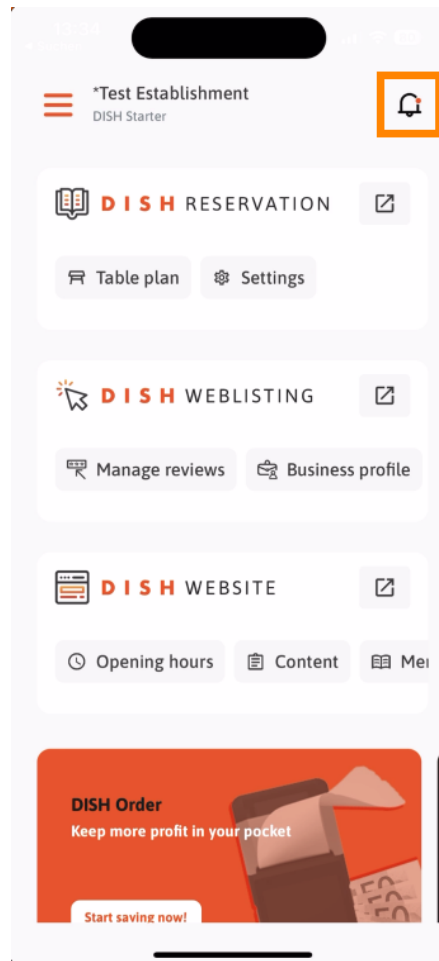 *Test Establishment
DISH Starter
DISH RESERVATION
Table plan Settings
DISH WEBLISTING
Manage reviews Business profile
DISH WEBSITE
Opening hours Content
DISH Order
Keep more profit in your pocket
Start saving now!